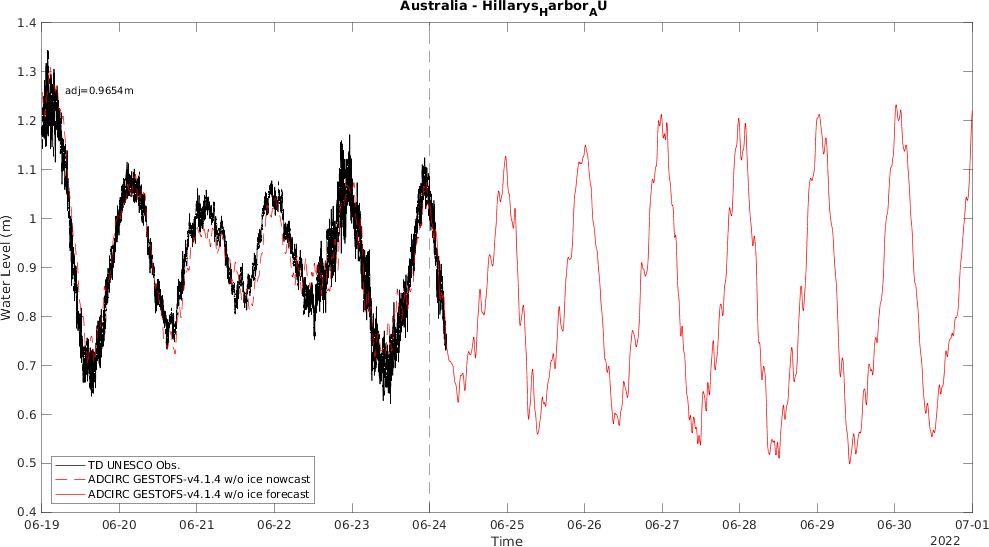 Australia - HillarysHarborAU
1.4
1.3
1.2
1.1
1
0.9
0.8
0.7
0.6
0.5
0.4
Water Level (m)
adj=0.9654m
TD UNESCO Obs.
ADCIRC GESTOFS-v4.1.4 w/o ice nowcast
ADCIRC GESTOFS-v4.1.4 w/o ice forecast
06-19 06-20 06-21 06-22 06-23 06-24 06-25 06-26 06-27 06-28 06-29 06-30 07-01
Time
2022